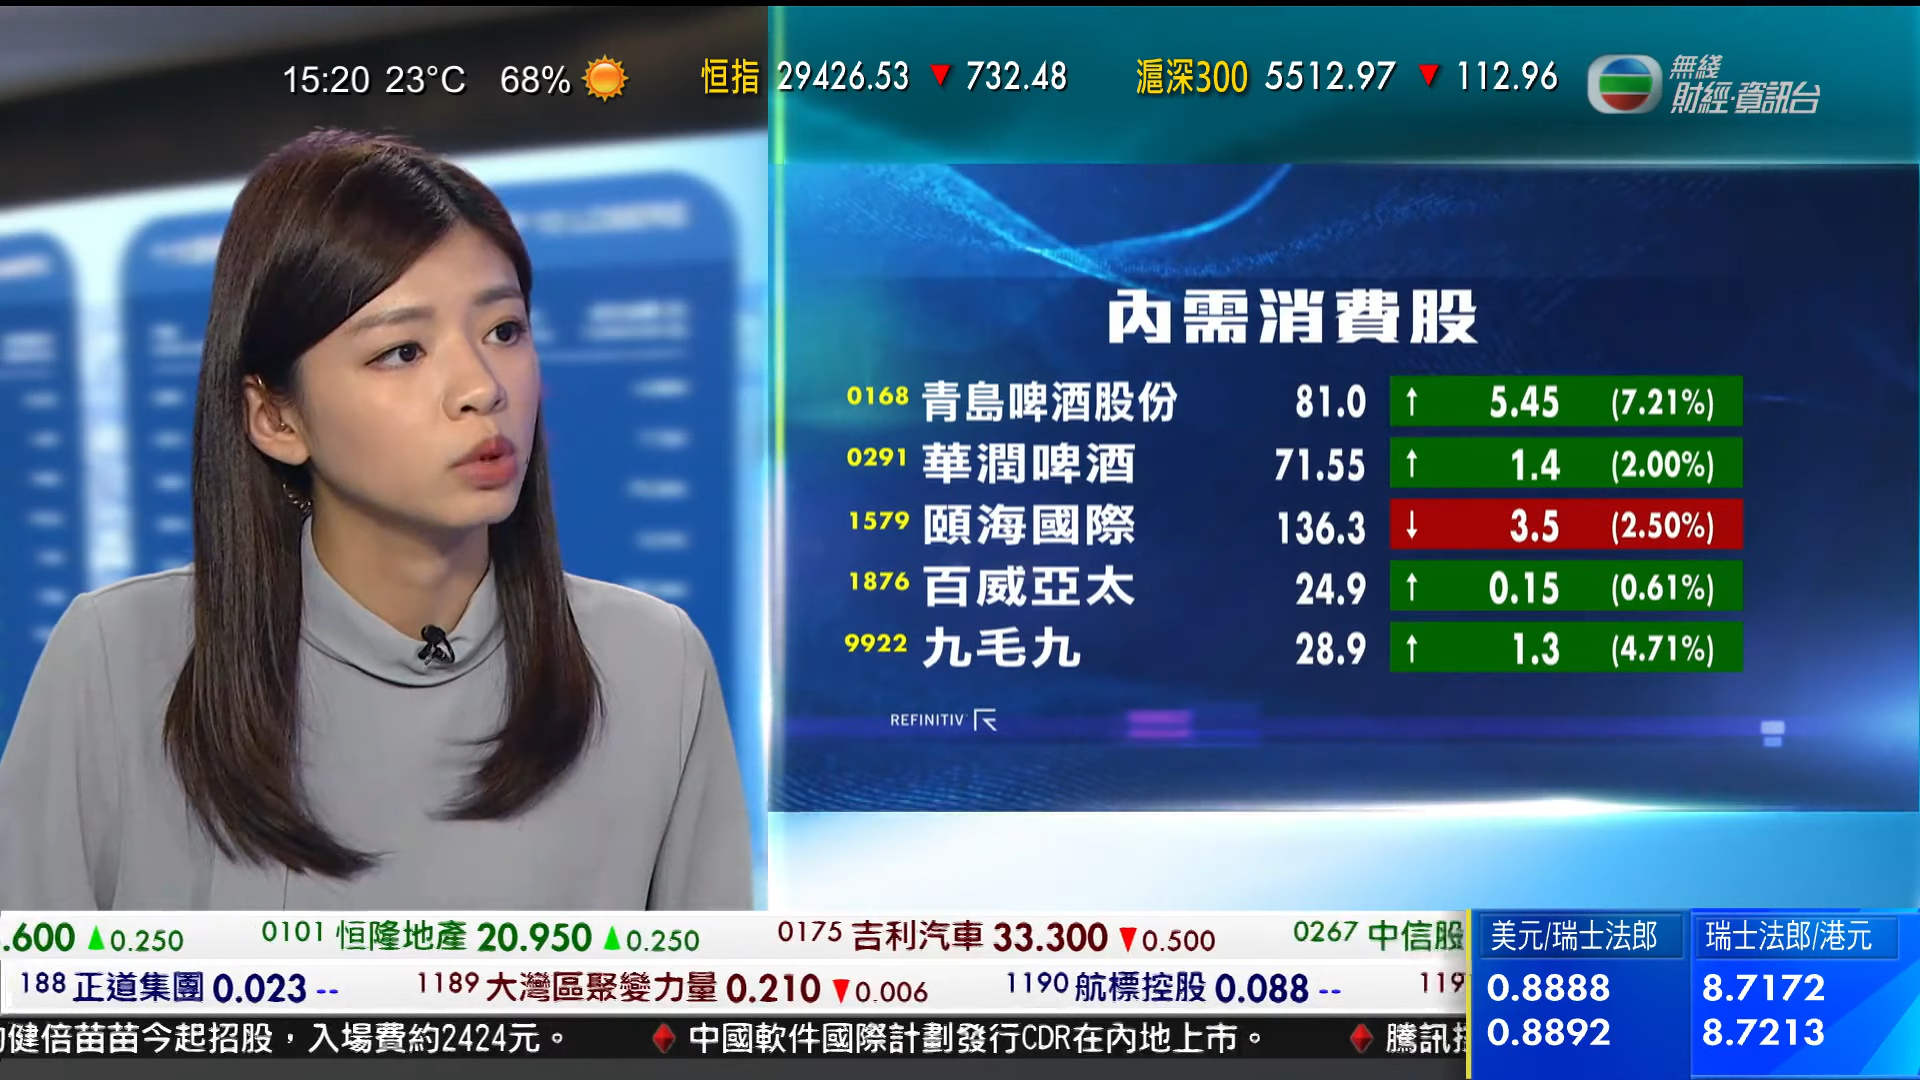 15:20 23°C 68% 恒指 29426.53 ▼ 732.48 滬深300 5512.97 ▼ 112.96
無綫
財經·資訊台
內需消費股
0168 青島啤酒股份 81.0 ↑ 5.45 (7.21%)
0291 華潤啤酒 71.55 ↑ 1.4 (2.00%)
1579 頤海國際 136.3 ↓ 3.5 (2.50%)
1876 百威亞太 24.9 ↑ 0.15 (0.61%)
9922 九毛九 28.9 ↑ 1.3 (4.71%)
REFINITIV
.600 ▲0.250 0101 恒隆地產 20.950 ▲0.250 0175 吉利汽車 33.300 ▼0.500 0267 中信股
188 正道集團 0.023 -- 1189 大灣區聚變力量 0.210 ▼0.006 1190 航標控股 0.088 -- 119
健倍苗苗今起招股，入場費約2424元。 ♦ 中國軟件國際計劃發行CDR在內地上市。 ♦ 騰訊
美元/瑞士法郎 瑞士法郎/港元
0.8888 8.7172
0.8892 8.7213